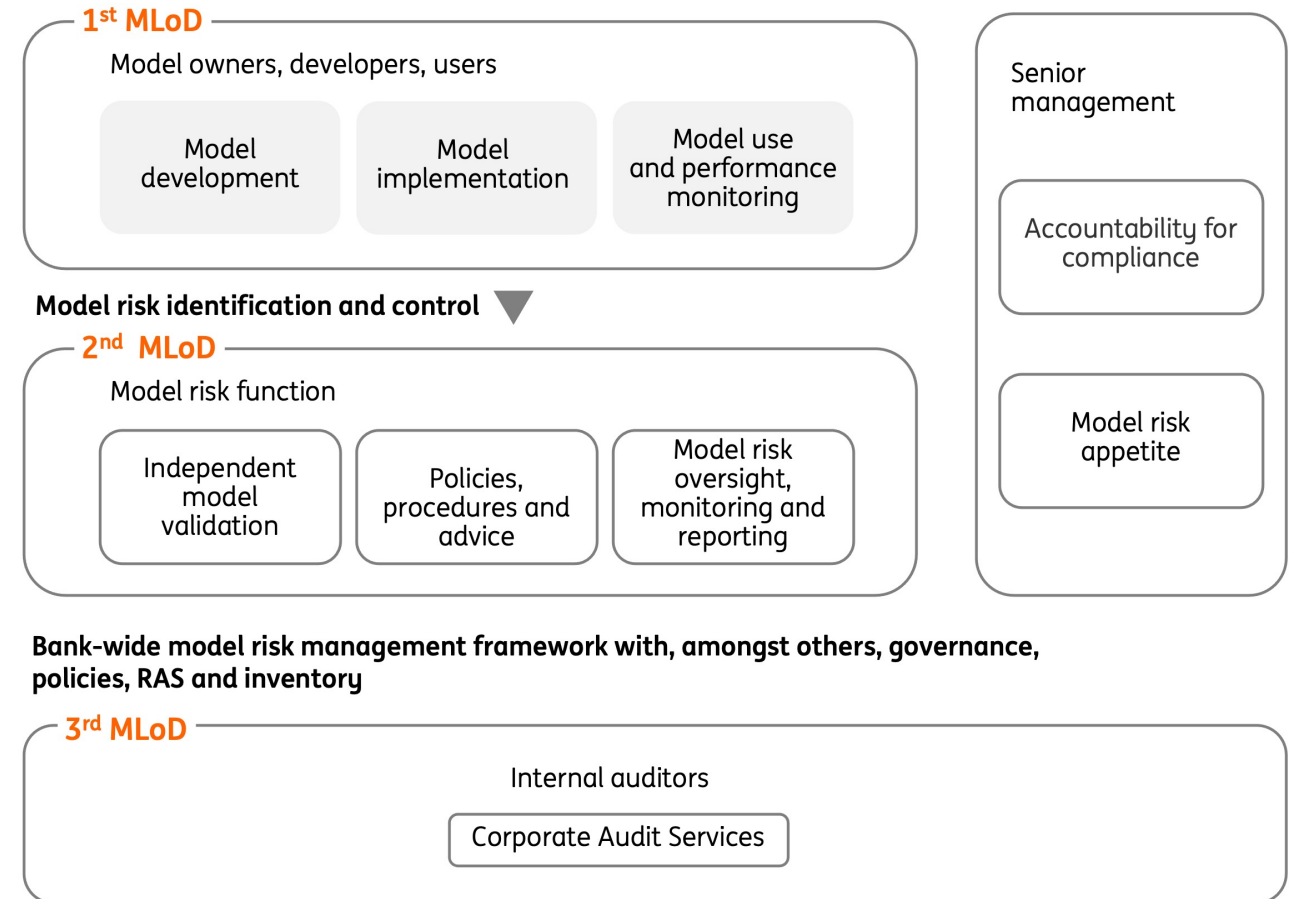 1st MLoD
Model owners, developers, users
Model
development
Model
implementation
Model use
and performance
monitoring
Senior
management
Accountability for
compliance
Model risk
appetite
Model risk identification and control
2nd MLoD
Model risk function
Independent
model
validation
Policies,
procedures and
advice
Model risk
oversight,
monitoring and
reporting
Bank-wide model risk management framework with, amongst others, governance,
policies, RAS and inventory
3rd MLoD
Internal auditors
Corporate Audit Services